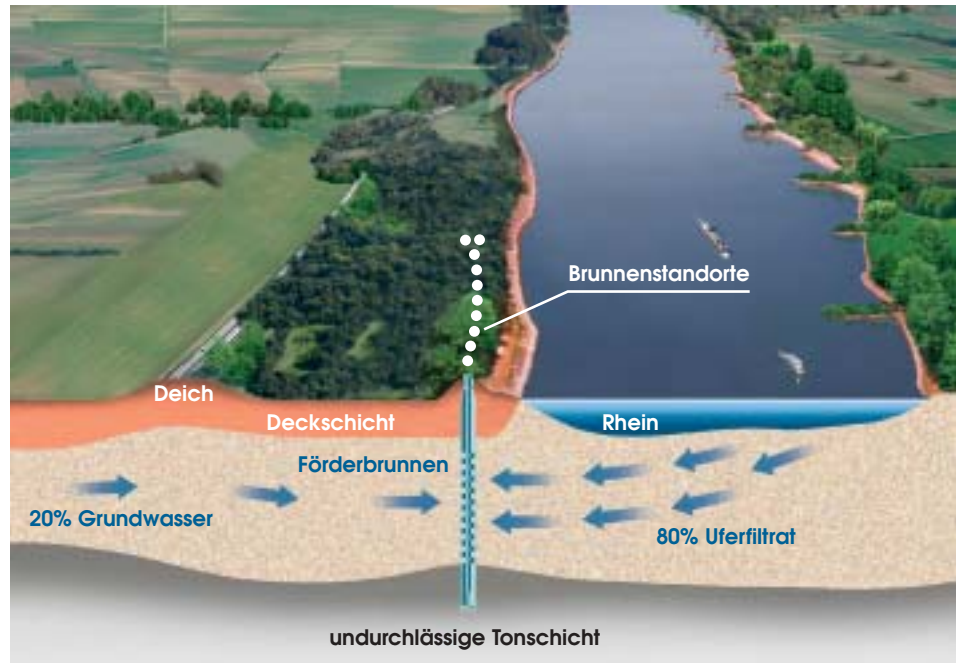 Brunnenstandorte
Deich
Deckschicht
Rhein
Förderbrunnen
20% Grundwasser
80% Uferfiltrat
undurchlässige Tonschicht